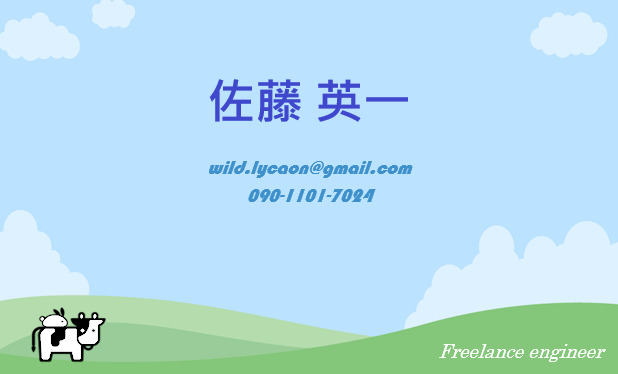 佐藤 英一
wild.lycaon@gmail.com
090-1101-7024
Freelance engineer